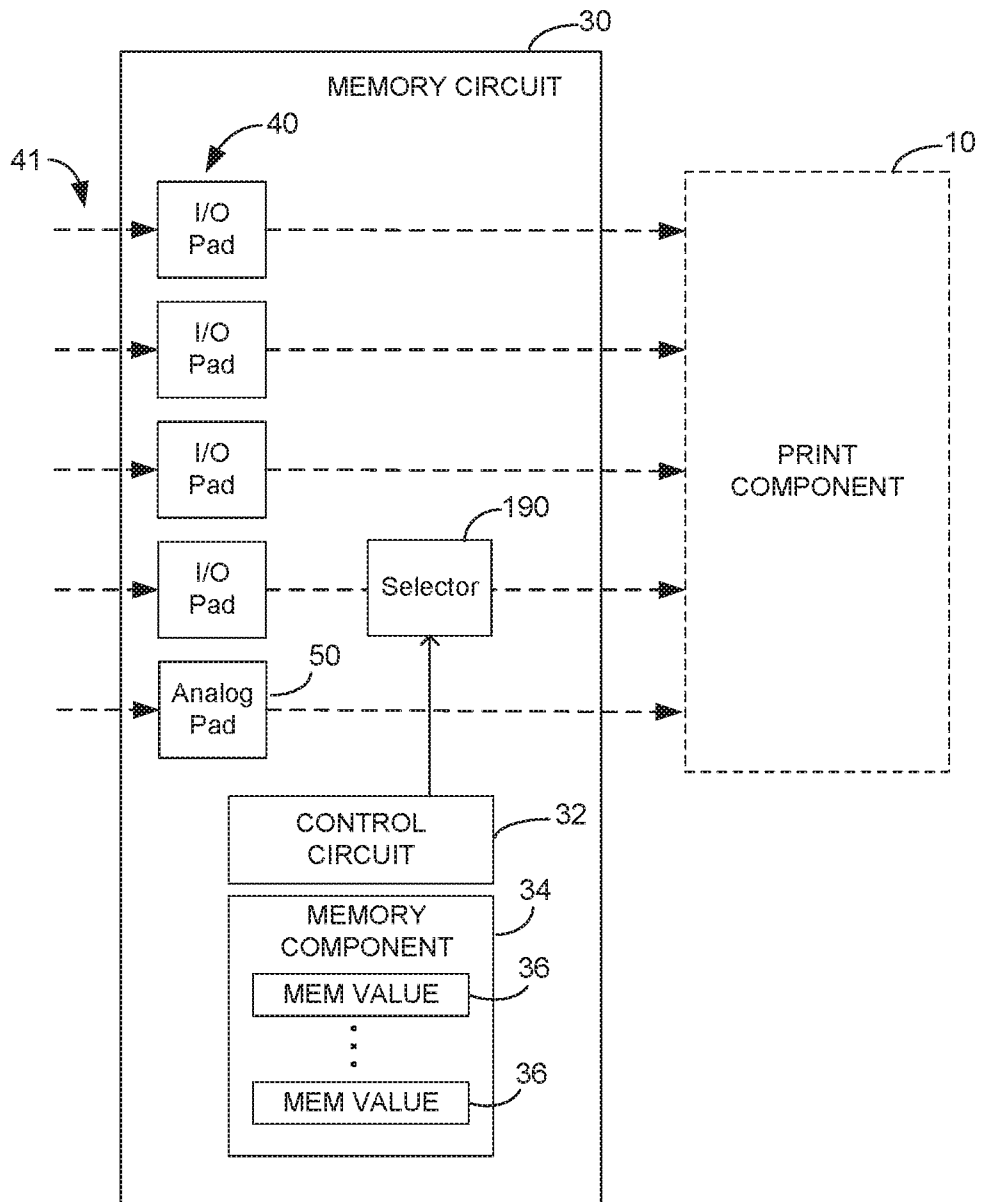 30
MEMORY CIRCUIT
40
10
41
I/O
Pad
I/O
Pad
I/O
Pad
PRINT
COMPONENT
190
I/O
Pad
Selector
50
Analog
Pad
CONTROL
CIRCUIT
32
34
MEMORY
COMPONENT
36
MEM VALUE
36
MEM VALUE